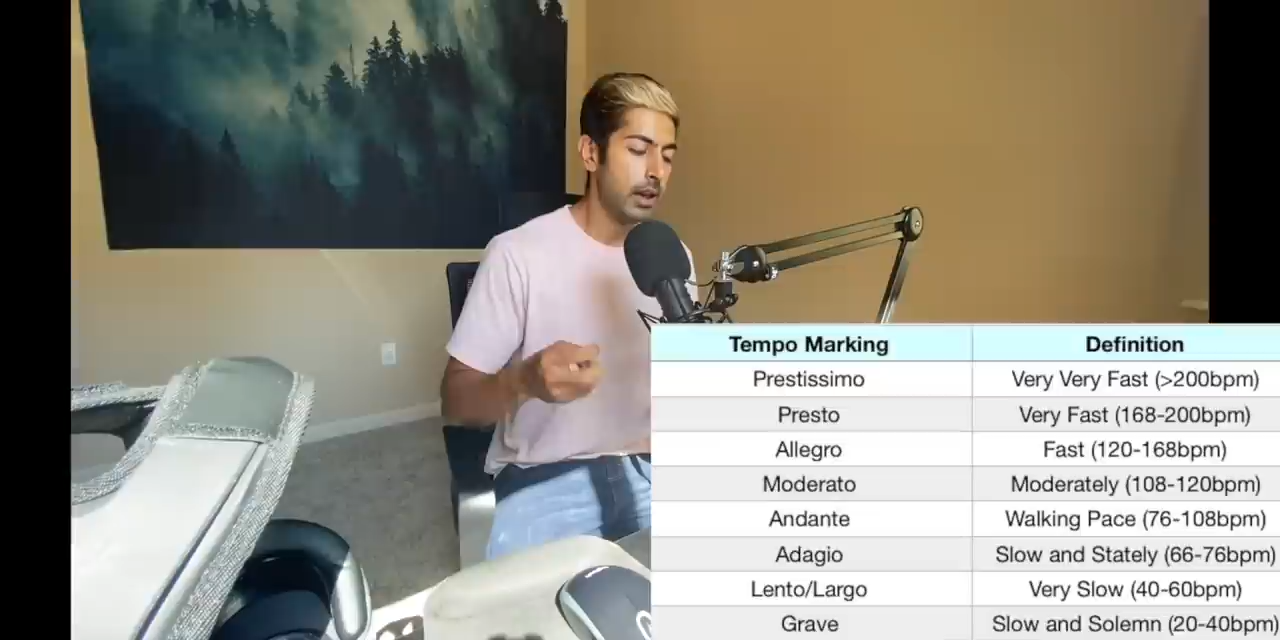 Tempo Marking Definition
Prestissimo Very Very Fast (>200bpm)
Presto Very Fast (168-200bpm)
Allegro Fast (120-168bpm)
Moderato Moderately (108-120bpm)
Andante Walking Pace (76-108bpm)
Adagio Slow and Stately (66-76bpm)
Lento/Largo Very Slow (40-60bpm)
Grave Slow and Solemn (20-40bpm)